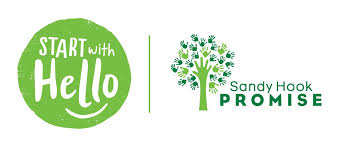 START with
Hello
Sandy Hook
PROMISE